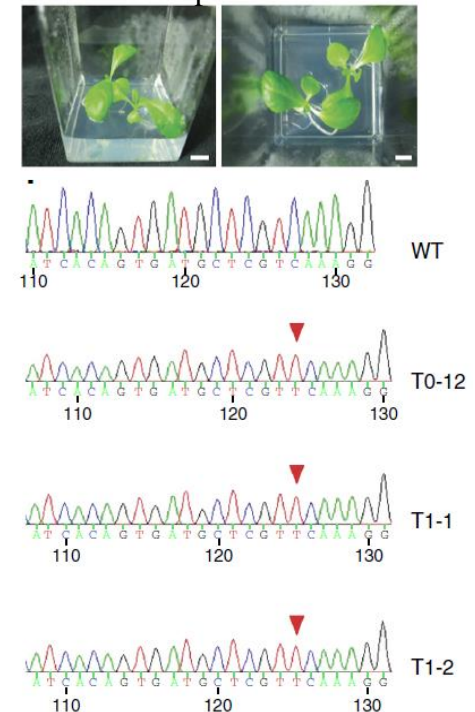 ATCACAGTGATGCTCGTCAAAGG
WT
110 120 130
ATCACAGTGATGCTCGTTCAAAGG
T0-12
110 120 130
ATCACAGTGATGCTCGTTCAAAGG
T1-1
110 120 130
ATCACAGTGATGCTCGTTCAAAGG
T1-2
110 120 130